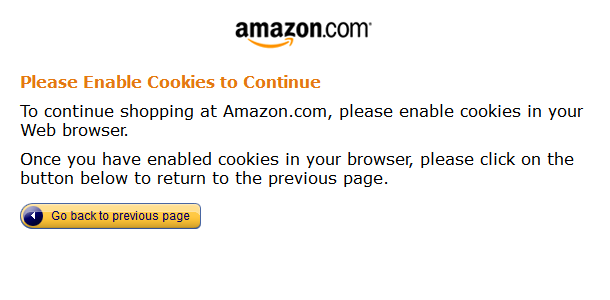 amazon.com
Please Enable Cookies to Continue
To continue shopping at Amazon.com, please enable cookies in your
Web browser.
Once you have enabled cookies in your browser, please click on the
button below to return to the previous page.
Go back to previous page